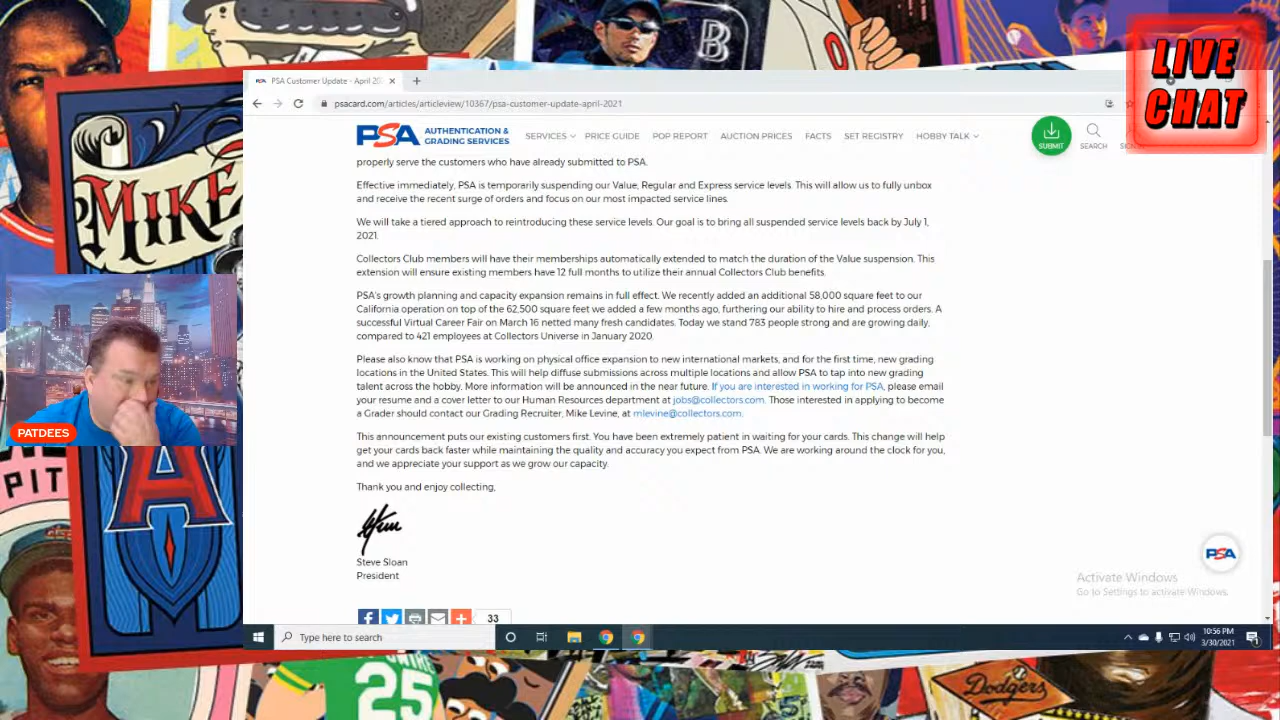 LIVE
CHAT
PSA Customer Update - April 20
psacard.com/articles/articleview/10367/psa-customer-update-april-2021
PSA AUTHENTICATION &
GRADING SERVICES
SERVICES PRICE GUIDE POP REPORT AUCTION PRICES FACTS SET REGISTRY HOBBY TALK
SUBMIT SEARCH
properly serve the customers who have already submitted to PSA.
Effective immediately, PSA is temporarily suspending our Value, Regular and Express service levels. This will allow us to fully unbox
and receive the recent surge of orders and focus on our most impacted service lines.
We will take a tiered approach to reintroducing these service levels. Our goal is to bring all suspended service levels back by July 1,
2021.
Collectors Club members will have their memberships automatically extended to match the duration of the Value suspension. This
extension will ensure existing members have 12 full months to utilize their annual Collectors Club benefits.
PSA's growth planning and capacity expansion remains in full effect. We recently added an additional 58,000 square feet to our
California operation on top of the 62,500 square feet we added a few months ago, furthering our ability to hire and process orders. A
successful Virtual Career Fair on March 16 netted many fresh candidates. Today we stand 783 people strong and are growing daily,
compared to 421 employees at Collectors Universe in January 2020.
Please also know that PSA is working on physical office expansion to new international markets, and for the first time, new grading
locations in the United States. This will help diffuse submissions across multiple locations and allow PSA to tap into new grading
talent across the hobby. More information will be announced in the near future. If you are interested in working for PSA, please email
your resume and a cover letter to our Human Resources department at jobs@collectors.com. Those interested in applying to become
a Grader should contact our Grading Recruiter, Mike Levine, at mlevine@collectors.com.
This announcement puts our existing customers first. You have been extremely patient in waiting for your cards. This change will help
get your cards back faster while maintaining the quality and accuracy you expect from PSA. We are working around the clock for you,
and we appreciate your support as we grow our capacity.
Thank you and enjoy collecting,
Steve Sloan
President
33
PSA
Activate Windows
Go to Settings to activate Windows.
Type here to search
10:56 PM
3/30/2021
PATDEES
MIKE
B
0
PIT
A
25
Dodgers